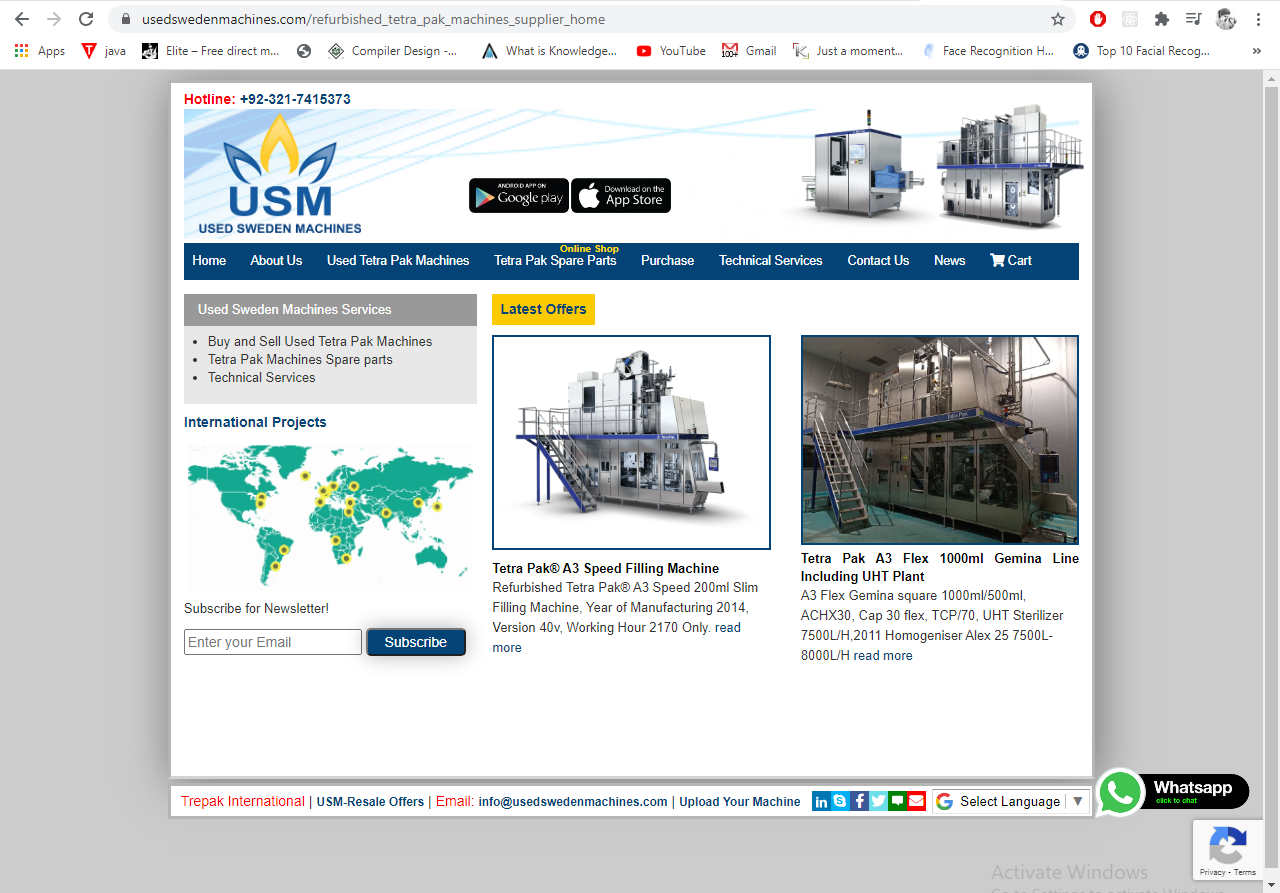 usedswedenmachines.com/refurbished_tetra_pak_machines_supplier_home
Apps
java
Elite – Free direct m...
Compiler Design -...
What is Knowledge...
YouTube
100+
Gmail
Just a moment...
Face Recognition H...
Top 10 Facial Recog...
»
Hotline: +92-321-7415373
USM
USED SWEDEN MACHINES
ANDROID APP ON
Google play
Download on the
App Store
Online Shop
Home About Us Used Tetra Pak Machines Tetra Pak Spare Parts Purchase Technical Services Contact Us News Cart
Used Sweden Machines Services
• Buy and Sell Used Tetra Pak Machines
• Tetra Pak Machines Spare parts
• Technical Services
International Projects
Subscribe for Newsletter!
Enter your Email
Subscribe
Latest Offers
Tetra Pak® A3 Speed Filling Machine
Refurbished Tetra Pak® A3 Speed 200ml Slim
Filling Machine, Year of Manufacturing 2014,
Version 40v, Working Hour 2170 Only. read
more
Tetra Pak
Tetra Pak A3 Flex 1000ml Gemina Line
Including UHT Plant
A3 Flex Gemina square 1000ml/500ml,
ACHX30, Cap 30 flex, TCP/70, UHT Sterilizer
7500L/H,2011 Homogeniser Alex 25 7500L-
8000L/H read more
Trepak International | USM-Resale Offers | Email: info@usedswedenmachines.com | Upload Your Machine
Select Language ▼
Whatsapp
click to chat
Privacy - Terms
Activate Windows